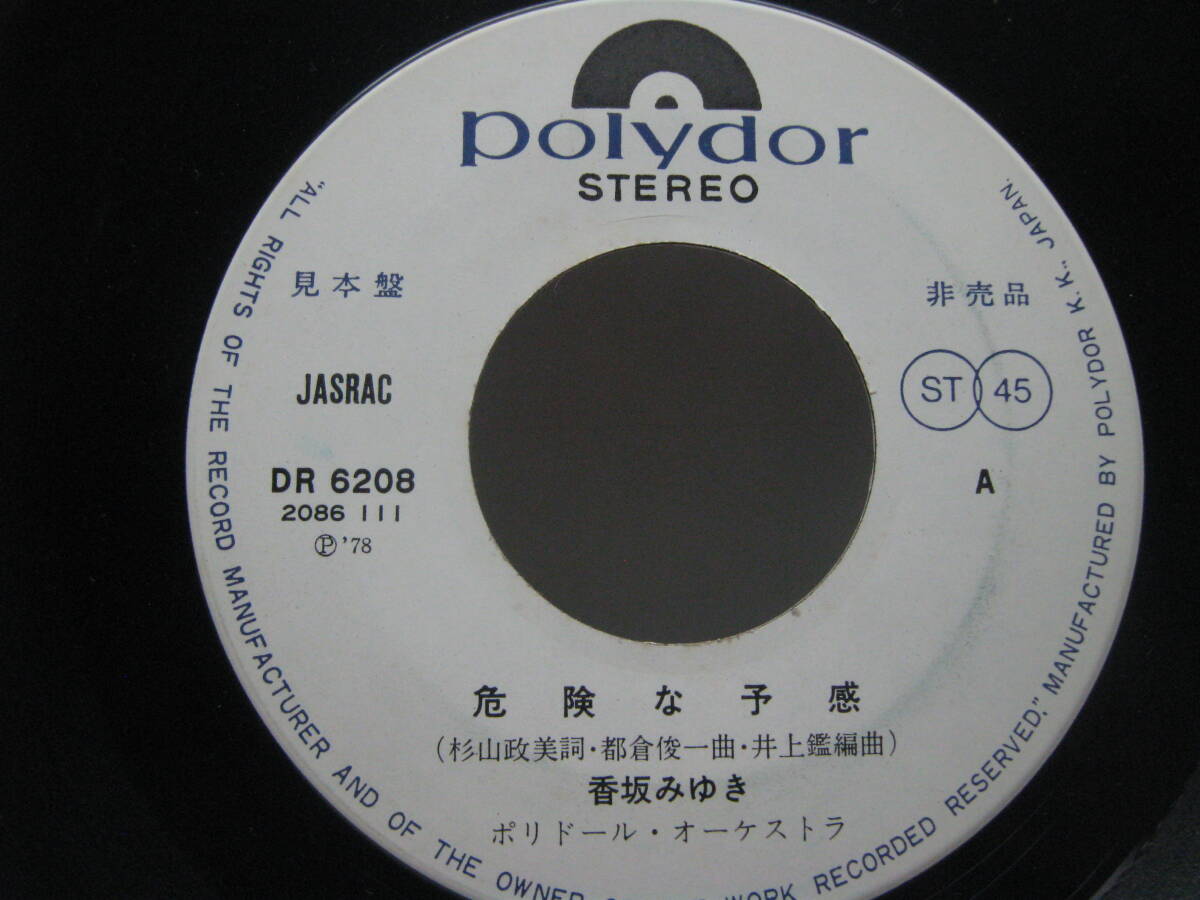 polydor
STEREO
見本盤
非売品
JASRAC
ST 45
DR 6208
A
2086 111
Ⓟ '78
危険な予感
(杉山政美詞・都倉俊一曲・井上鑑編曲)
香坂みゆき
ポリドール・オーケストラ
"ALL RIGHTS OF THE RECORD MANUFACTURER AND OF THE OWNER WORK RECORDED RESERVED." MANUFACTURED BY POLYDOR K.K., JAPAN.